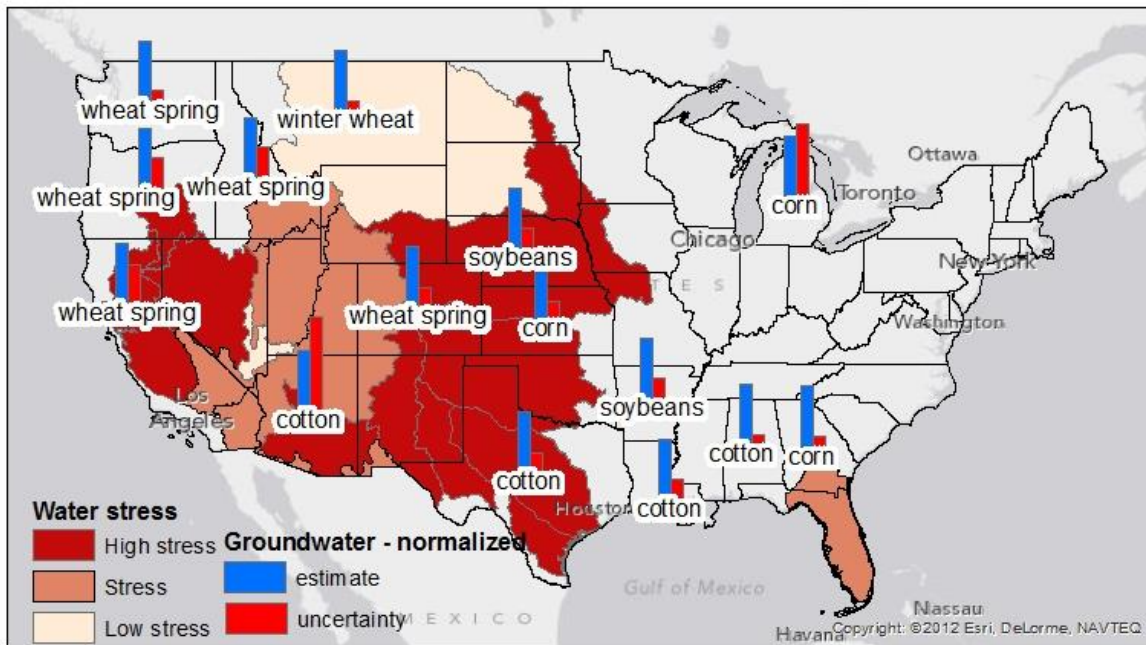 wheat spring
winter wheat
wheat spring
wheat spring
corn
Ottawa
Toronto
Chicago
soybeans
New York
TES
wheat spring
wheat spring
corn
Washington
Los
Angeles
cotton
soybeans
cotton
corn
cotton
cotton
Houston
Water stress
High stress
Stress
Low stress
Groundwater - normalized
estimate
uncertainty
MEXICO
Gulf of Mexico
Nassau
Havana
Copyright: ©2012 Esri, DeLorme, NAVTEQ